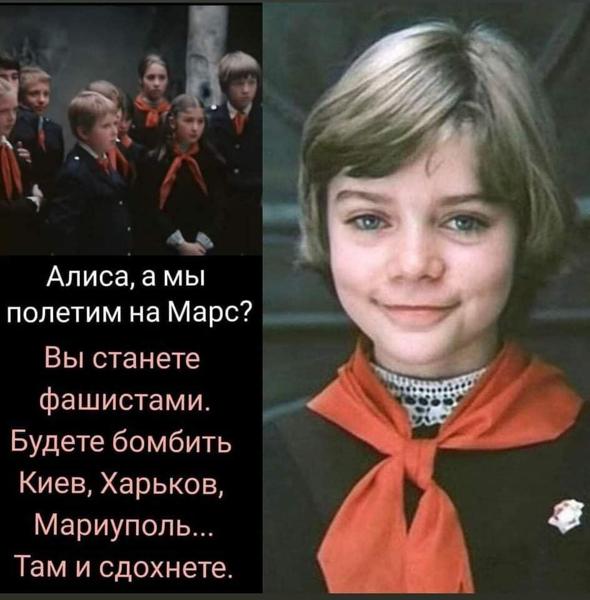 Алиса, а мы
полетим на Марс?
Вы станете
фашистами.
Будете бомбить
Киев, Харьков,
Мариуполь...
Там и сдохнете.